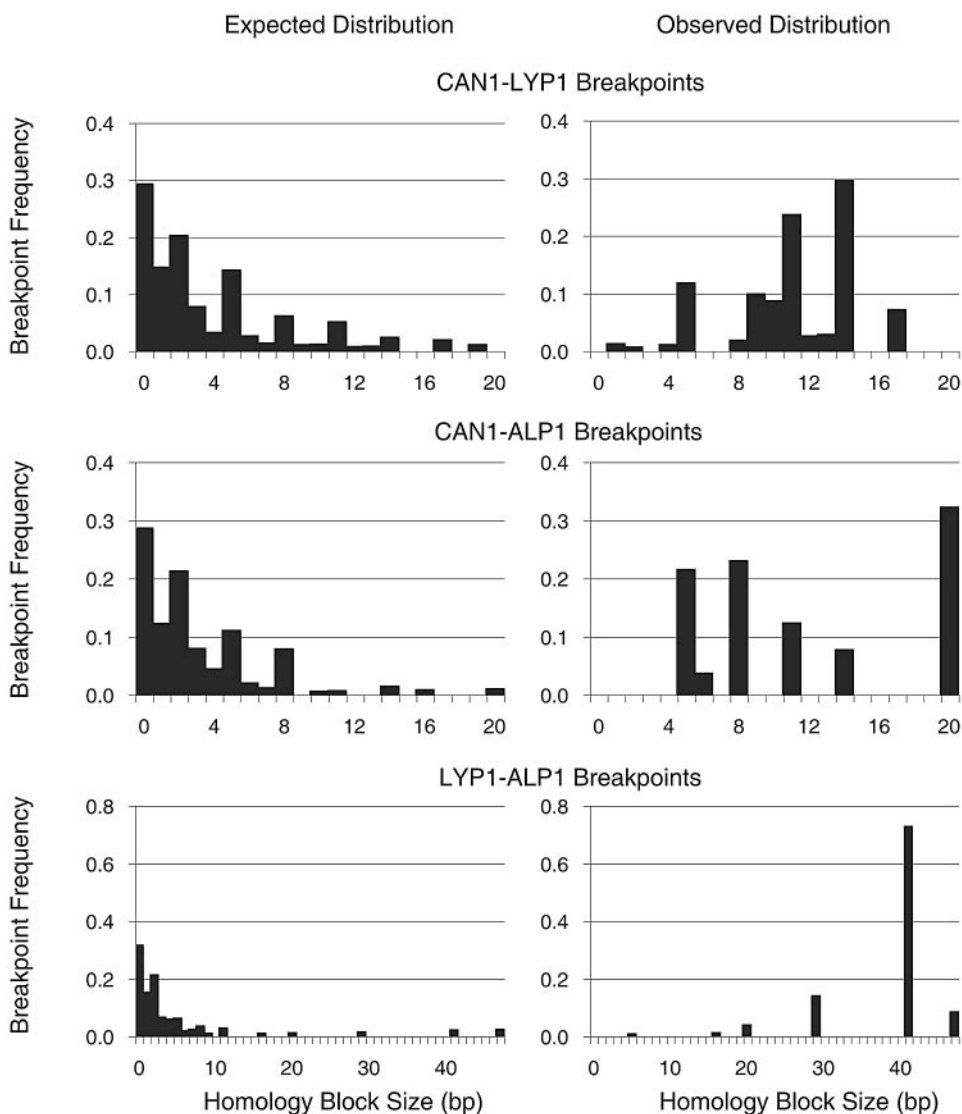 Expected Distribution
Observed Distribution
CAN1-LYP1 Breakpoints
Breakpoint Frequency
0.4
0.3
0.2
0.1
0.0
0 4 8 12 16 20
0.4
0.3
0.2
0.1
0.0
0 4 8 12 16 20
CAN1-ALP1 Breakpoints
Breakpoint Frequency
0.4
0.3
0.2
0.1
0.0
0 4 8 12 16 20
0.4
0.3
0.2
0.1
0.0
0 4 8 12 16 20
LYP1-ALP1 Breakpoints
Breakpoint Frequency
0.8
0.6
0.4
0.2
0.0
0 10 20 30 40
0.8
0.6
0.4
0.2
0.0
0 10 20 30 40
Homology Block Size (bp)
Homology Block Size (bp)